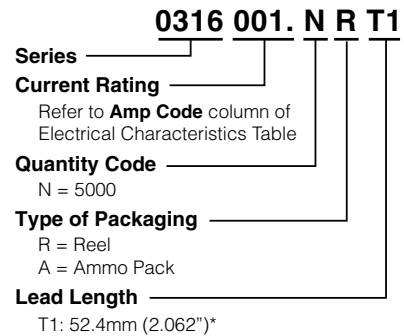 0316 001. N R T1
Series
Current Rating
Refer to Amp Code column of
Electrical Characteristics Table
Quantity Code
N = 5000
Type of Packaging
R = Reel
A = Ammo Pack
Lead Length
T1: 52.4mm (2.062”)*